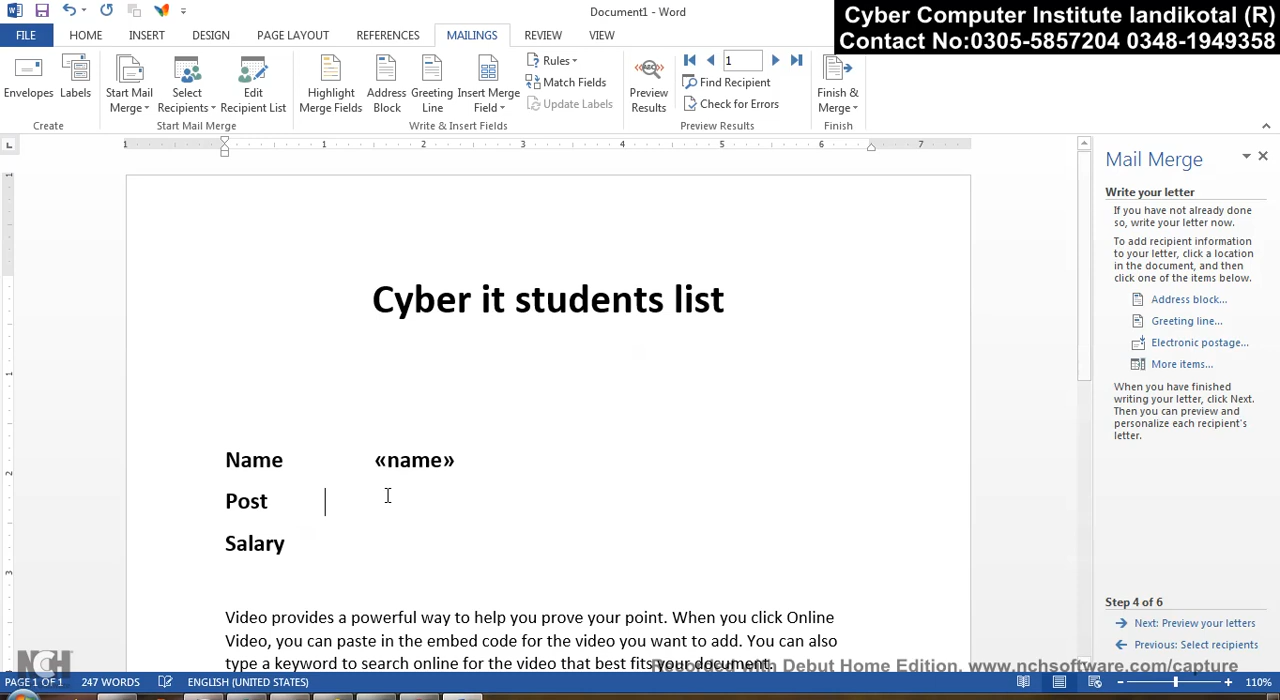 Document1 - Word
Cyber Computer Institute landikotal (R)
Contact No:0305-5857204 0348-1949358
FILE HOME INSERT DESIGN PAGE LAYOUT REFERENCES MAILINGS REVIEW VIEW
Envelopes Labels
Create
Start Mail Merge Select Recipients Edit Recipient List
Start Mail Merge
Highlight Merge Fields Address Block Greeting Line Insert Merge Field
Rules
Match Fields
Update Labels
Write & Insert Fields
Preview Results
1
Find Recipient
Check for Errors
Preview Results
Finish & Merge
Finish
1 1 2 3 4 5 6 7
Mail Merge
Write your letter
If you have not already done
so, write your letter now.
To add recipient information
to your letter, click a location
in the document, and then
click one of the items below.
Address block...
Greeting line...
Electronic postage...
More items...
When you have finished
writing your letter, click Next.
Then you can preview and
personalize each recipient's
letter.
Step 4 of 6
Next: Preview your letters
Previous: Select recipients
Cyber it students list
Name «name»
Post
Salary
Video provides a powerful way to help you prove your point. When you click Online
Video, you can paste in the embed code for the video you want to add. You can also
type a keyword to search online for the video that best fits your document.
NCH
Recorded with Debut Home Edition. www.nchsoftware.com/capture
PAGE 1 OF 1 247 WORDS ENGLISH (UNITED STATES) 110%